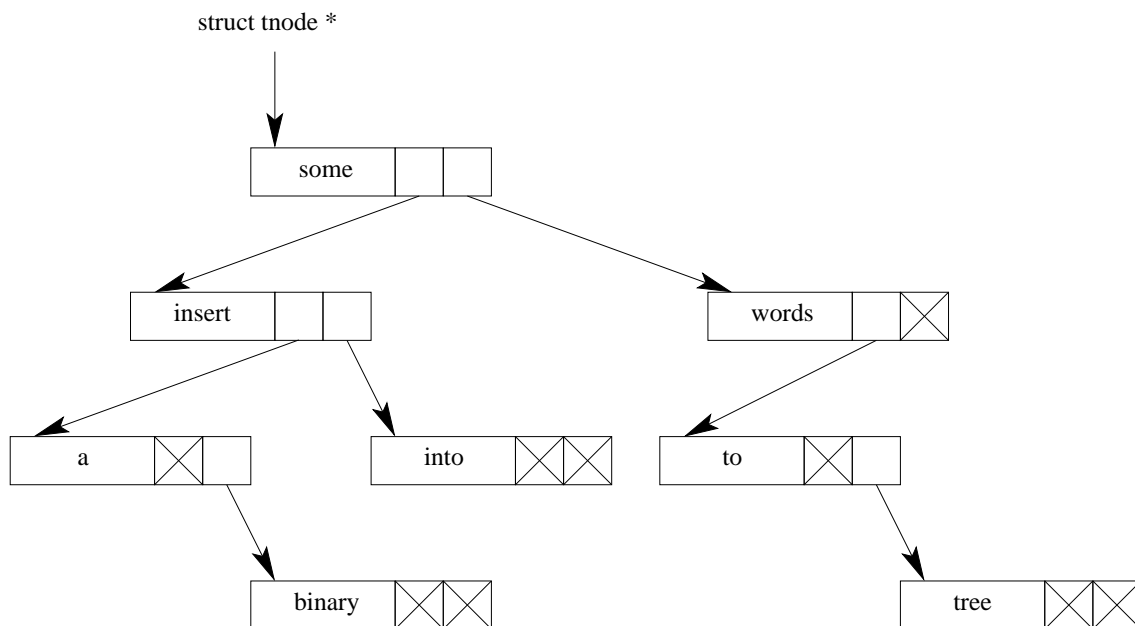 struct tnode *
some
insert
words
a
into
to
binary
tree